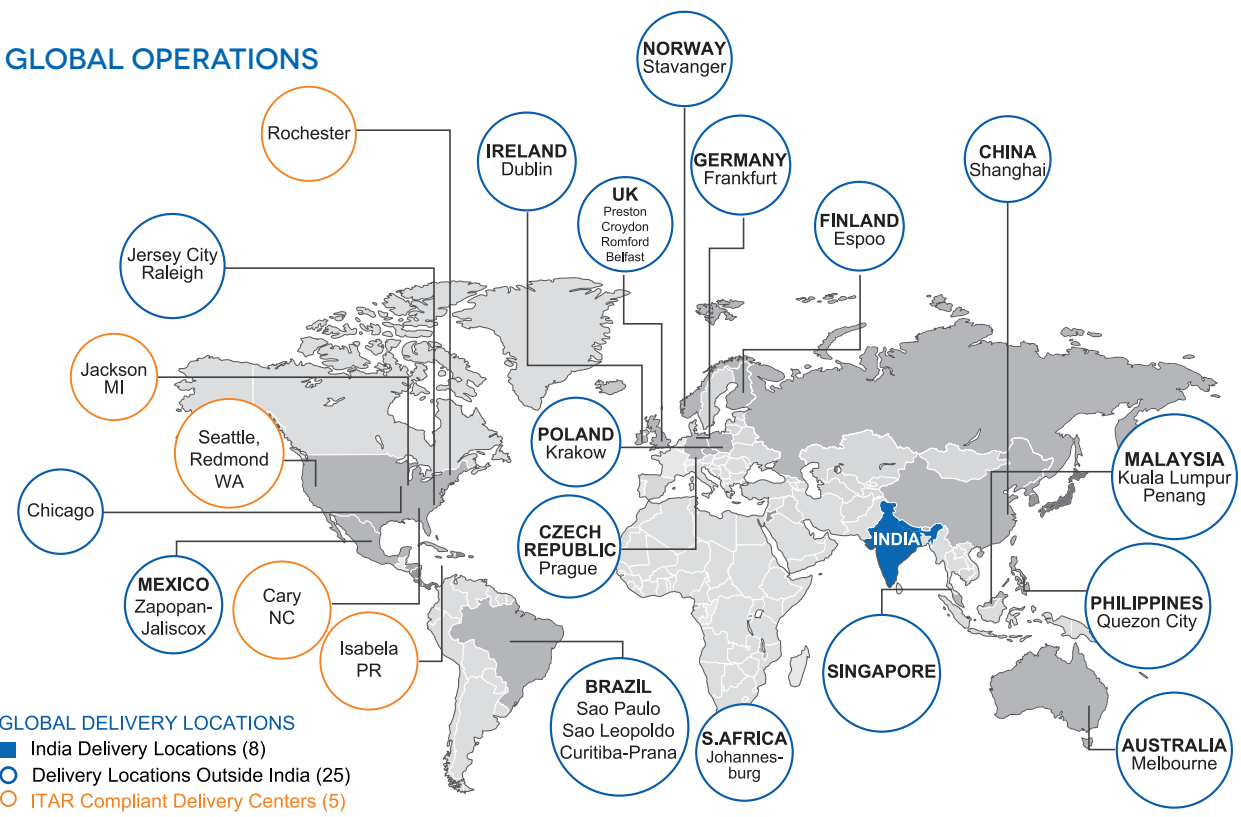 GLOBAL OPERATIONS
NORWAY
Stavanger
Rochester
IRELAND
Dublin
GERMANY
Frankfurt
CHINA
Shanghai
UK
Preston
Croydon
Romford
Belfast
FINLAND
Espoo
Jersey City
Raleigh
Jackson
MI
Seattle,
Redmond
WA
POLAND
Krakow
MALAYSIA
Kuala Lumpur
Penang
Chicago
CZECH
REPUBLIC
Prague
INDIA
MEXICO
Zapopan-
Jaliscox
Cary
NC
PHILIPPINES
Quezon City
Isabela
PR
SINGAPORE
BRAZIL
Sao Paulo
Sao Leopoldo
Curitiba-Prana
S.AFRICA
Johannes-
burg
AUSTRALIA
Melbourne
GLOBAL DELIVERY LOCATIONS
India Delivery Locations (8)
Delivery Locations Outside India (25)
ITAR Compliant Delivery Centers (5)